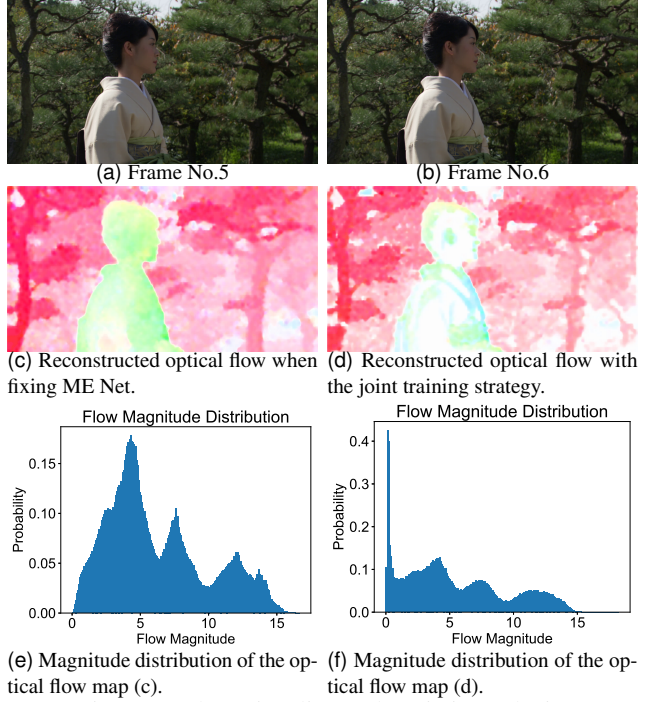 (a) Frame No.5
(b) Frame No.6
(c) Reconstructed optical flow when
fixing ME Net.
(d) Reconstructed optical flow with
the joint training strategy.
Flow Magnitude Distribution
0.15
0.10
0.05
0.00
Probability
0 5 10 15
Flow Magnitude
Flow Magnitude Distribution
0.4
0.3
0.2
0.1
0.0
Probability
0 5 10 15
Flow Magnitude
(e) Magnitude distribution of the op-
tical flow map (c).
(f) Magnitude distribution of the op-
tical flow map (d).